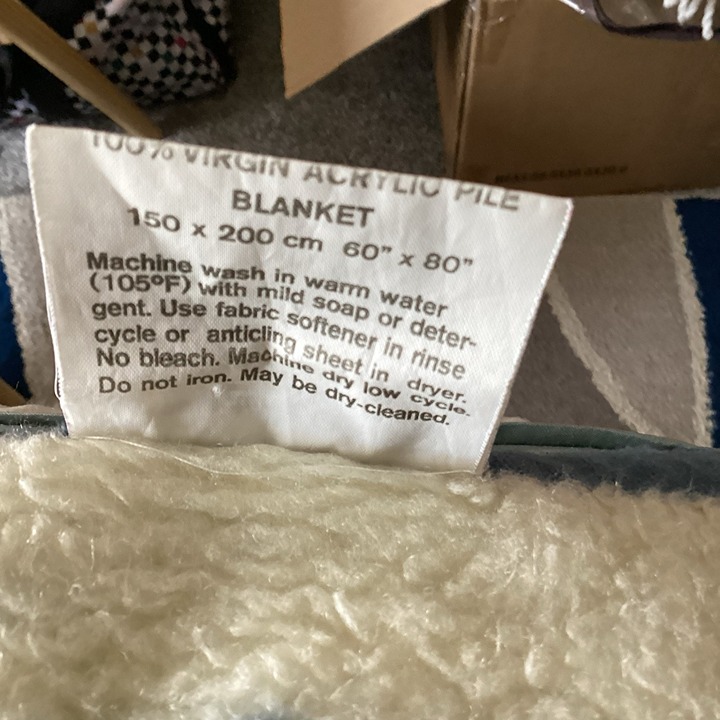 100% VIRGIN ACRYLIC PILE
BLANKET
150 x 200 cm 60" x 80"
Machine wash in warm water
(105ºF) with mild soap or deter-
gent. Use fabric softener in rinse
cycle or anticling sheet in dryer.
No bleach. Machine dry low cycle.
Do not iron. May be dry-cleaned.